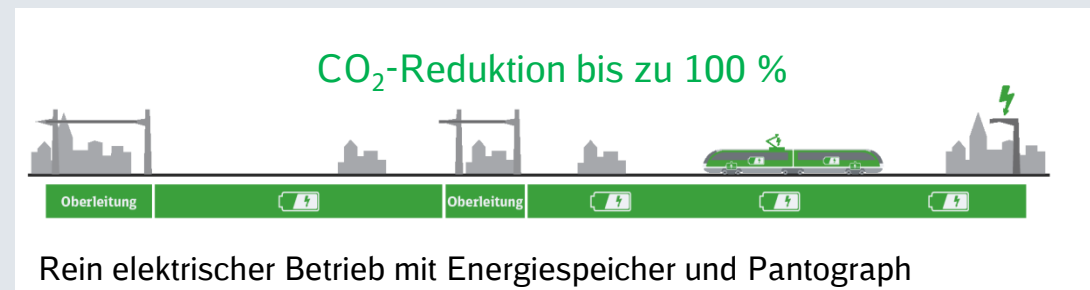 CO₂-Reduktion bis zu 100 %
Oberleitung
Oberleitung
Rein elektrischer Betrieb mit Energiespeicher und Pantograph